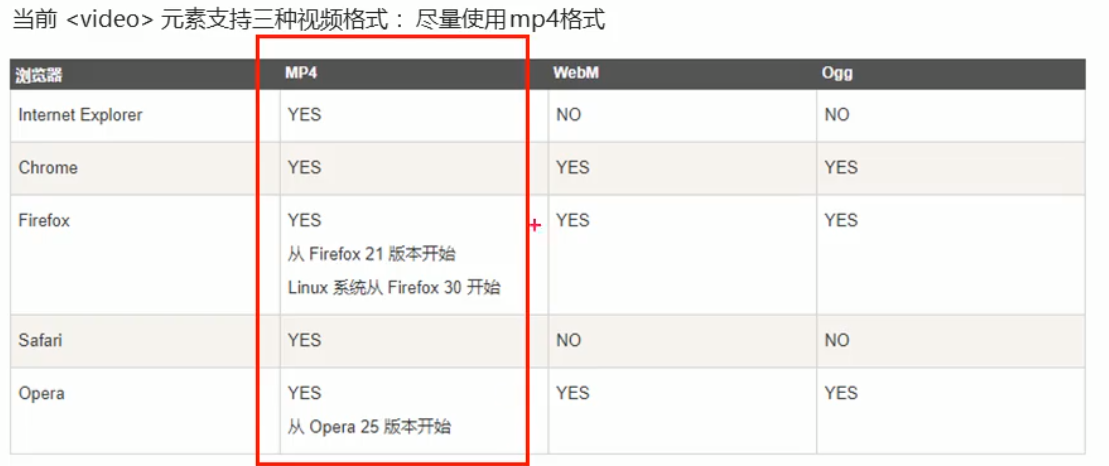 当前 <video> 元素支持三种视频格式： 尽量使用mp4格式
浏览器 MP4 WebM Ogg
Internet Explorer YES NO NO
Chrome YES YES YES
Firefox YES YES YES
从 Firefox 21 版本开始
Linux 系统从 Firefox 30 开始
Safari YES NO NO
Opera YES YES YES
从 Opera 25 版本开始